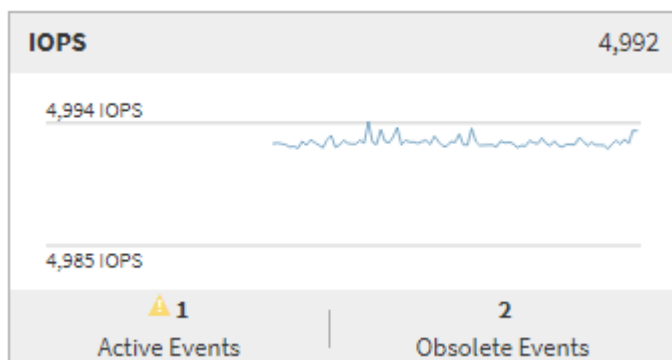 IOPS 4,992
4,994 IOPS
4,985 IOPS
1 2
Active Events Obsolete Events